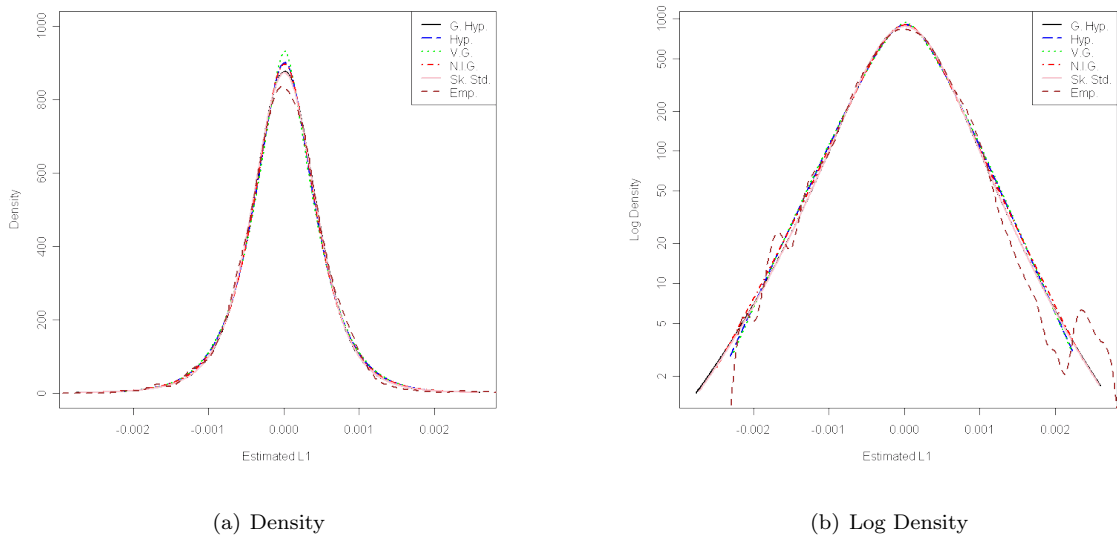 1000
800
600
400
200
0
Density
-0.002
-0.001
0.000
0.001
0.002
Estimated L1
G. Hyp.
Hyp.
V.G.
N.I.G.
Sk. Std.
Emp.
(a) Density
1000
500
200
100
50
20
10
5
2
Log Density
-0.002
-0.001
0.000
0.001
0.002
Estimated L1
G. Hyp.
Hyp.
V.G.
N.I.G
Sk. Std.
Emp.
(b) Log Density